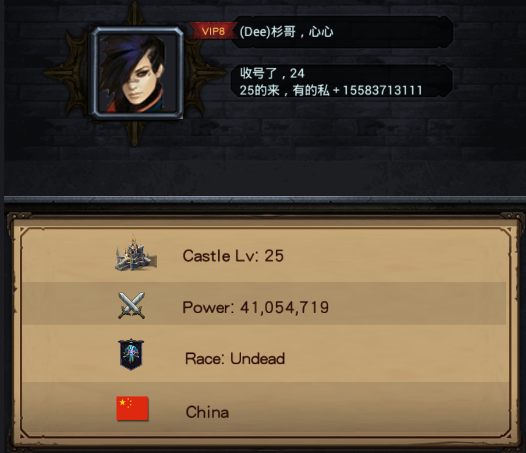 VIP8 (Dee)杉哥，心心
收号了，24
25的来，有的私＋15583713111
Castle Lv: 25
Power: 41,054,719
Race: Undead
China